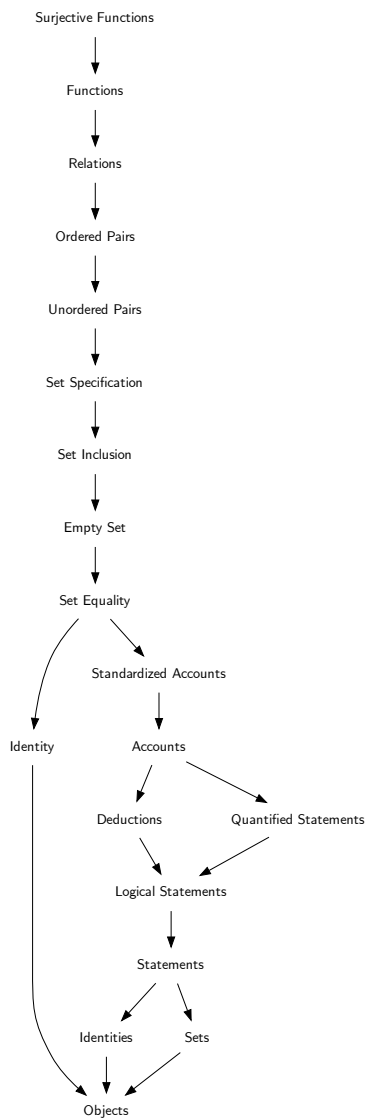 Surjective Functions
Functions
Relations
Ordered Pairs
Unordered Pairs
Set Specification
Set Inclusion
Empty Set
Set Equality
Standardized Accounts
Identity
Accounts
Deductions
Quantified Statements
Logical Statements
Statements
Identities
Sets
Objects